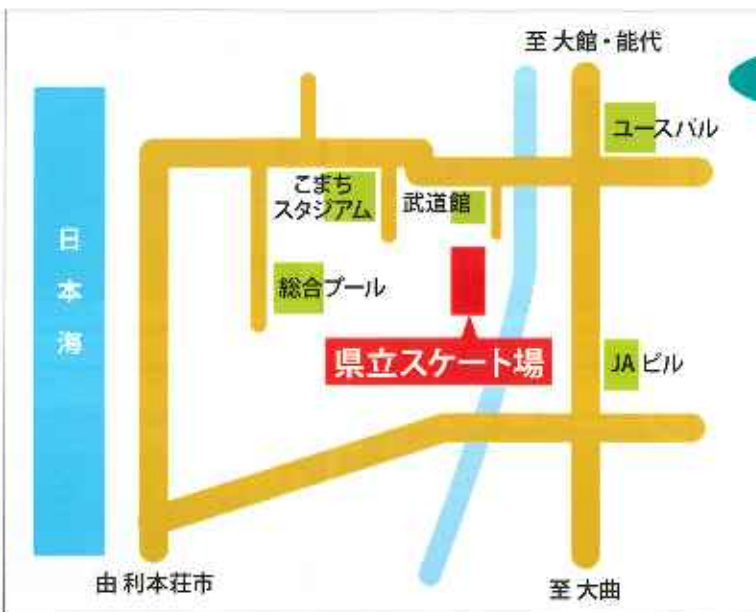 至 大館・能代
ユースパル
こまち
スタジアム
武道館
日本海
総合プール
県立スケート場
JA ビル
由利本荘市
至 大曲